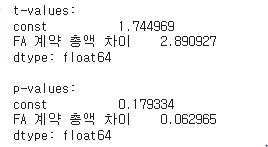 t-values:
const 1.744969
FA 계약 총액 차이 2.890927
dtype: float64
p-values:
const 0.179334
FA 계약 총액 차이 0.062965
dtype: float64